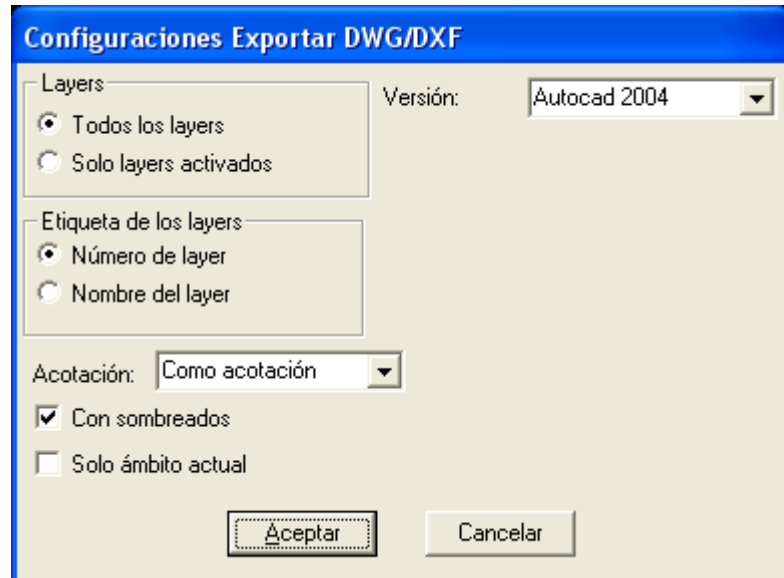 Configuraciones Exportar DWG/DXF
Layers
Versión: Autocad 2004
Todos los layers
Solo layers activados
Etiqueta de los layers
Número de layer
Nombre del layer
Acotación: Como acotación
Con sombreados
Solo ámbito actual
Aceptar Cancelar